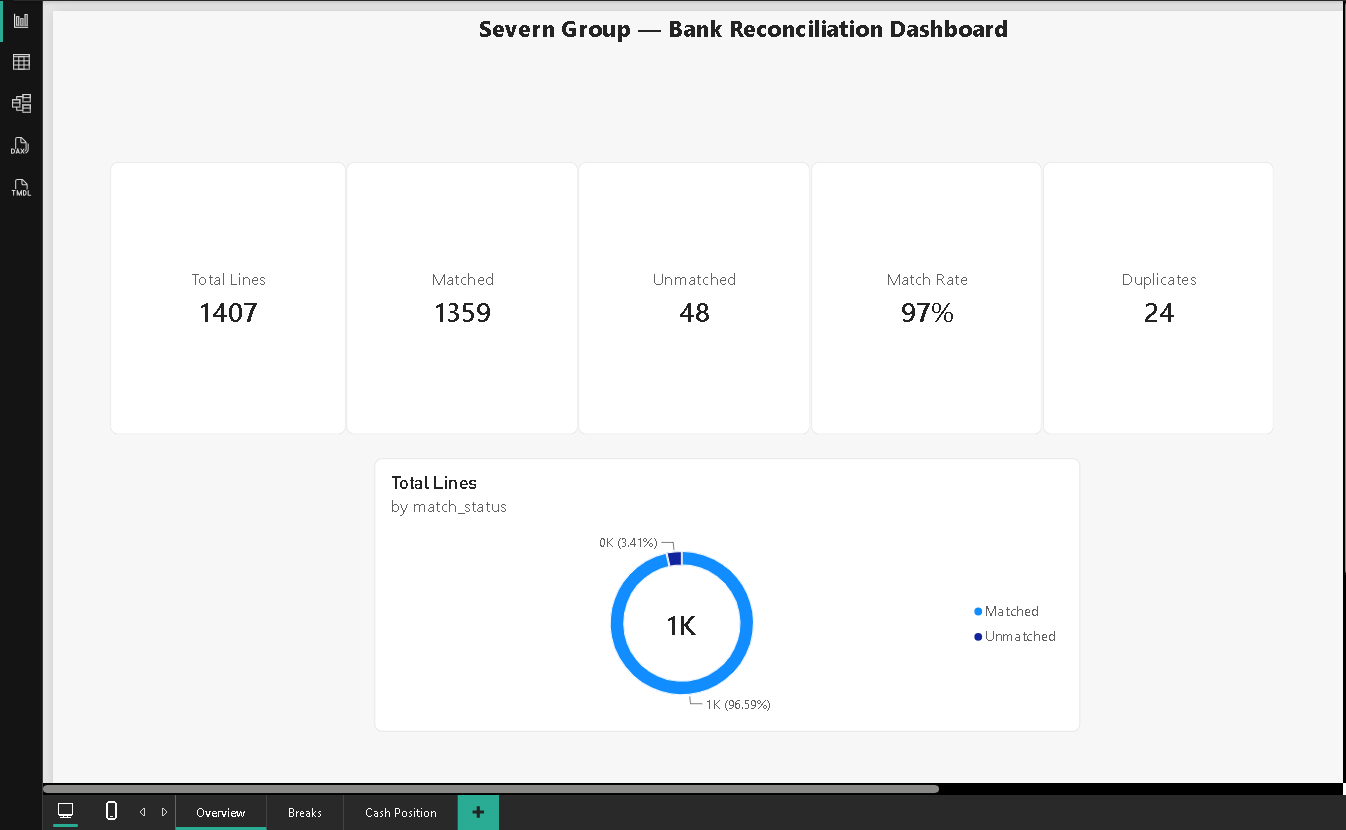 Severn Group — Bank Reconciliation Dashboard
DAX
TMDL
Total Lines
1407
Matched
1359
Unmatched
48
Match Rate
97%
Duplicates
24
Total Lines
by match_status
0K (3.41%)
1K
1K (96.59%)
Matched
Unmatched
Overview
Breaks
Cash Position
+